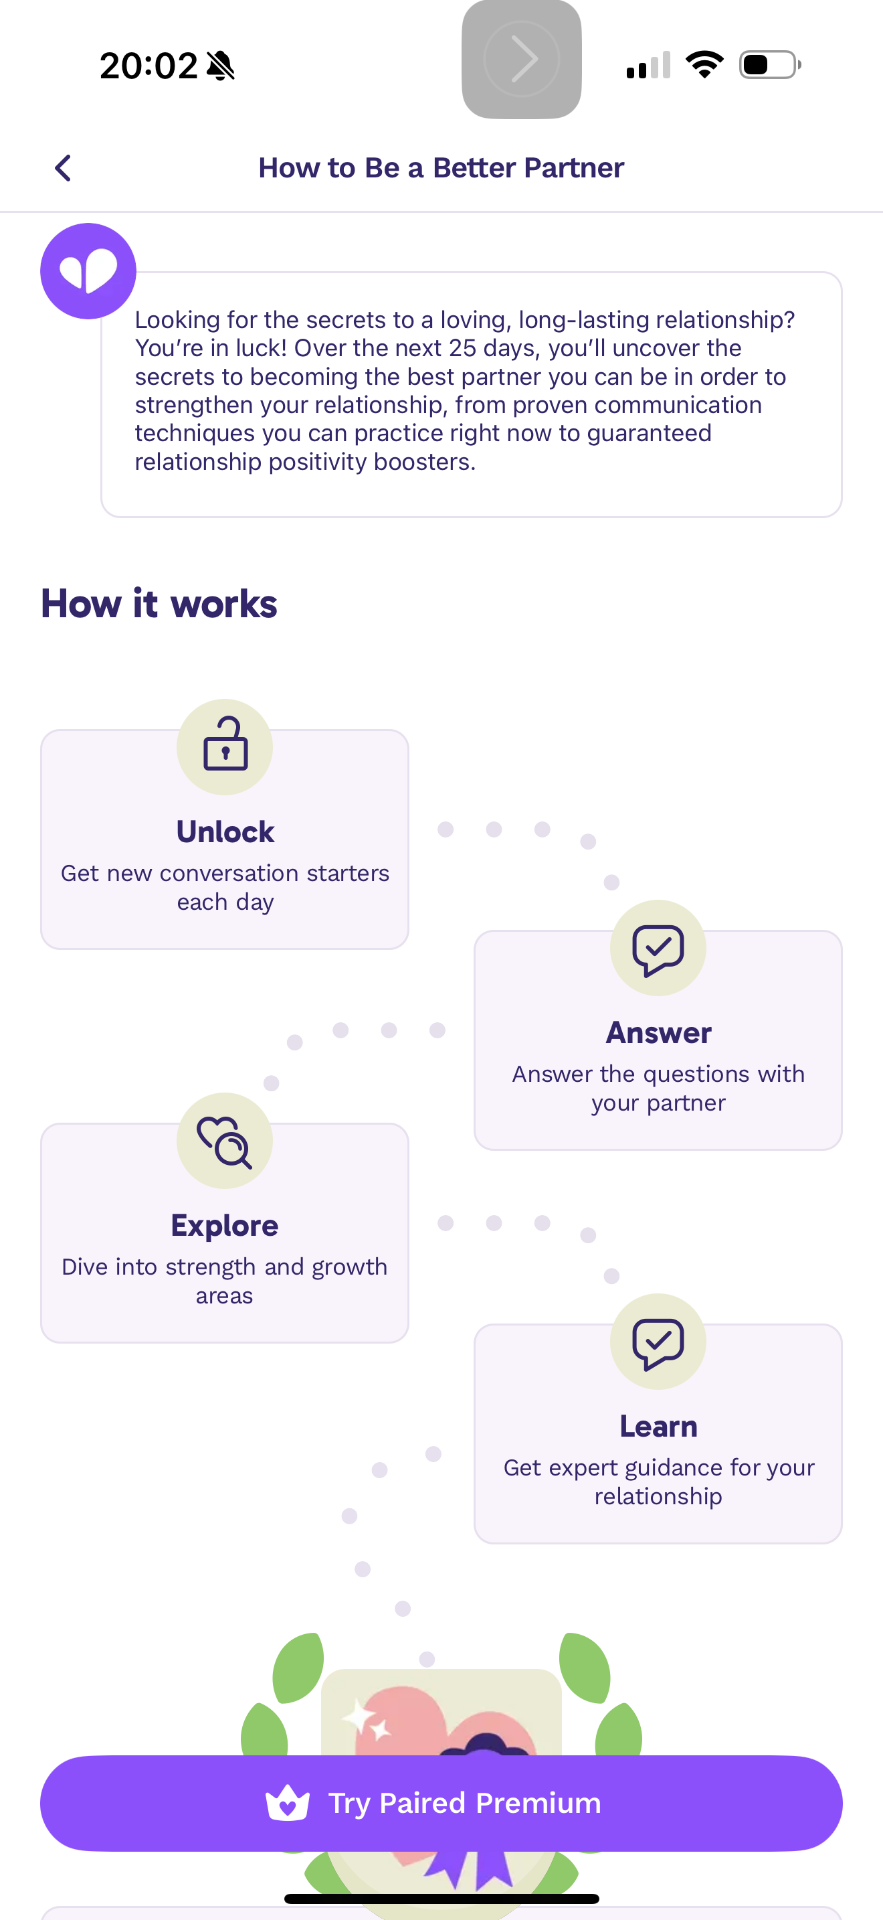 20:02
How to Be a Better Partner
Looking for the secrets to a loving, long-lasting relationship?
You’re in luck! Over the next 25 days, you’ll uncover the
secrets to becoming the best partner you can be in order to
strengthen your relationship, from proven communication
techniques you can practice right now to guaranteed
relationship positivity boosters.
How it works
Unlock
Get new conversation starters
each day
Answer
Answer the questions with
your partner
Explore
Dive into strength and growth
areas
Learn
Get expert guidance for your
relationship
Try Paired Premium